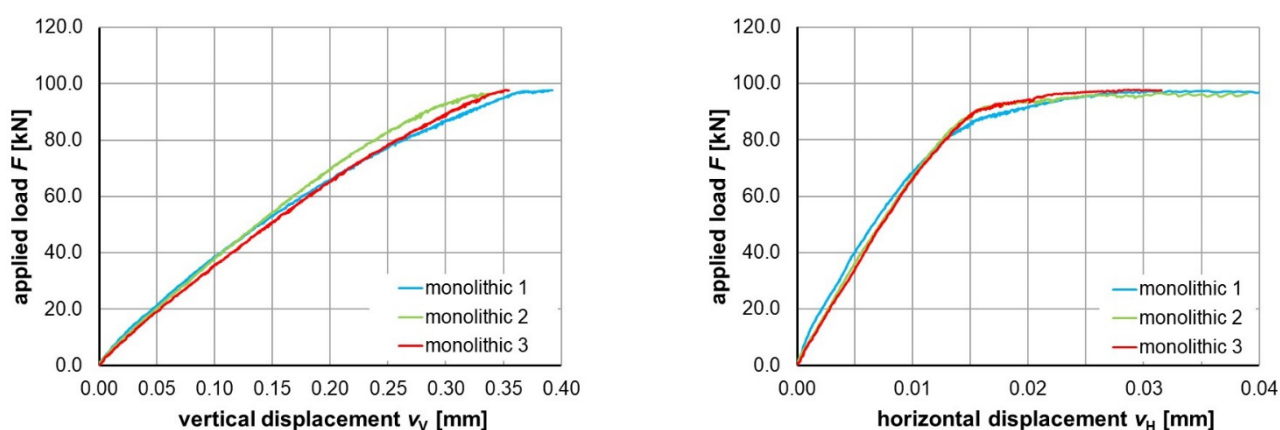 120.0
100.0
80.0
60.0
40.0
20.0
0.0
applied load F [kN]
monolithic 1
monolithic 2
monolithic 3
0.00 0.05 0.10 0.15 0.20 0.25 0.30 0.35 0.40
vertical displacement vV [mm]
120.0
100.0
80.0
60.0
40.0
20.0
0.0
applied load F [kN]
monolithic 1
monolithic 2
monolithic 3
0.00 0.01 0.02 0.03 0.04
horizontal displacement vH [mm]